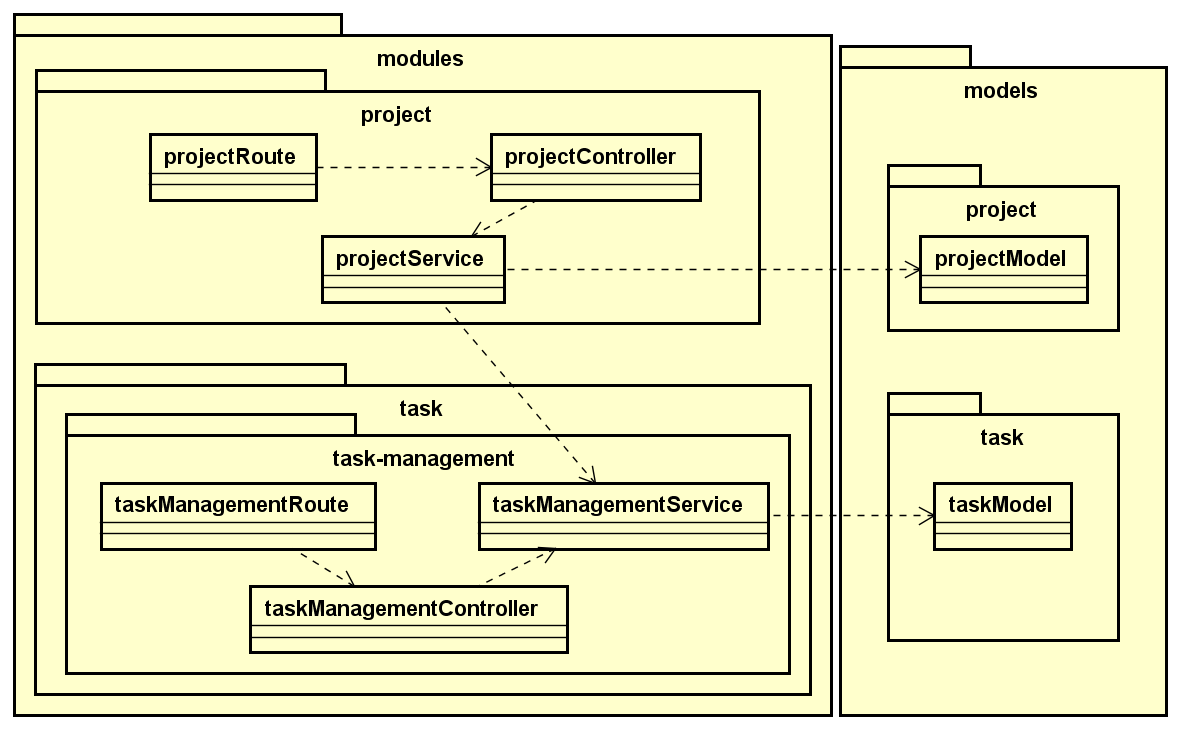 modules
project
projectRoute
projectController
projectService
task
task-management
taskManagementRoute
taskManagementService
taskManagementController
models
project
projectModel
task
taskModel